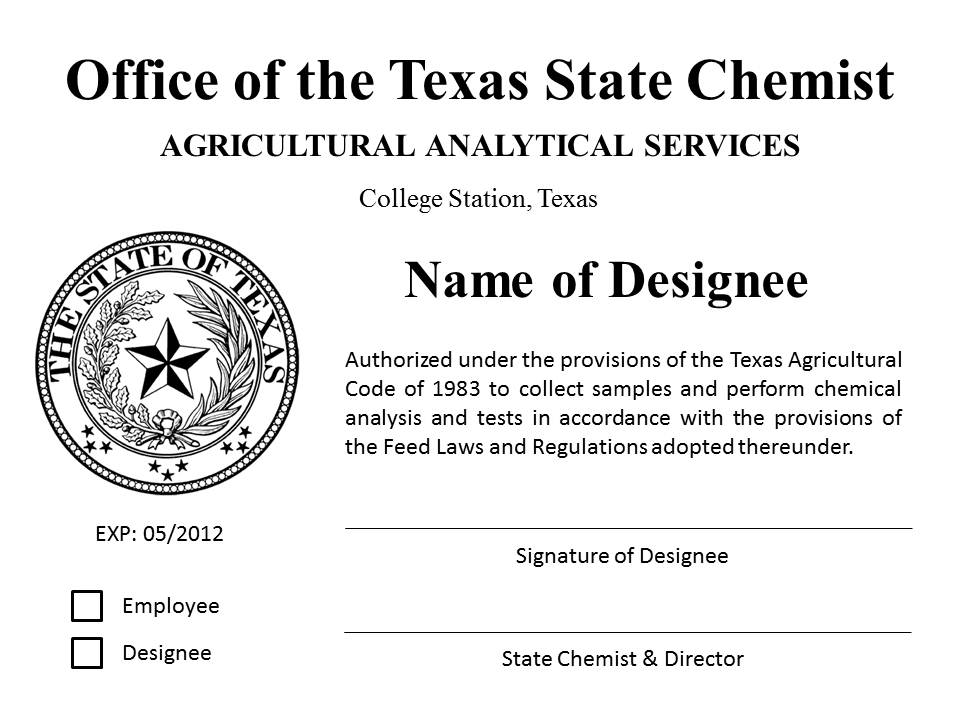 Office of the Texas State Chemist
AGRICULTURAL ANALYTICAL SERVICES
College Station, Texas
THE STATE OF TEXAS
Name of Designee
Authorized under the provisions of the Texas Agricultural
Code of 1983 to collect samples and perform chemical
analysis and tests in accordance with the provisions of
the Feed Laws and Regulations adopted thereunder.
EXP: 05/2012
Signature of Designee
Employee
Designee
State Chemist & Director